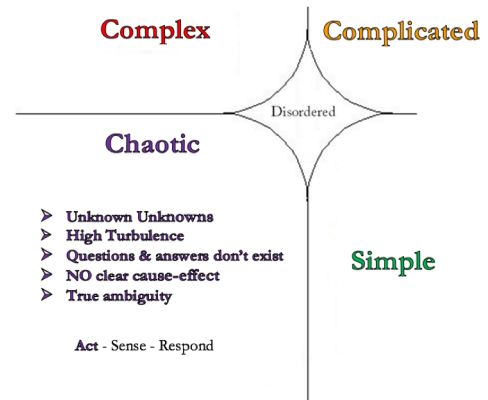 Complex
Complicated
Disordered
Chaotic
Unknown Unknowns
High Turbulence
Questions & answers don't exist
NO clear cause-effect
True ambiguity
Simple
Act - Sense - Respond